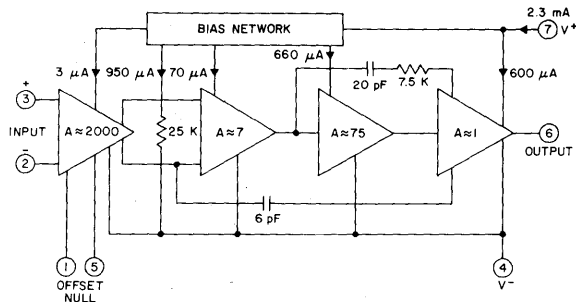 2.3 mA
BIAS NETWORK
7 V+
3 μA 950 μA 70 μA 660 μA 600 μA
20 pF 7.5 K
+
3
INPUT A≈2000 25 K A≈7 A≈75 A≈1 6
OUTPUT
−
2
6 pF
1 5 4
OFFSET NULL V−